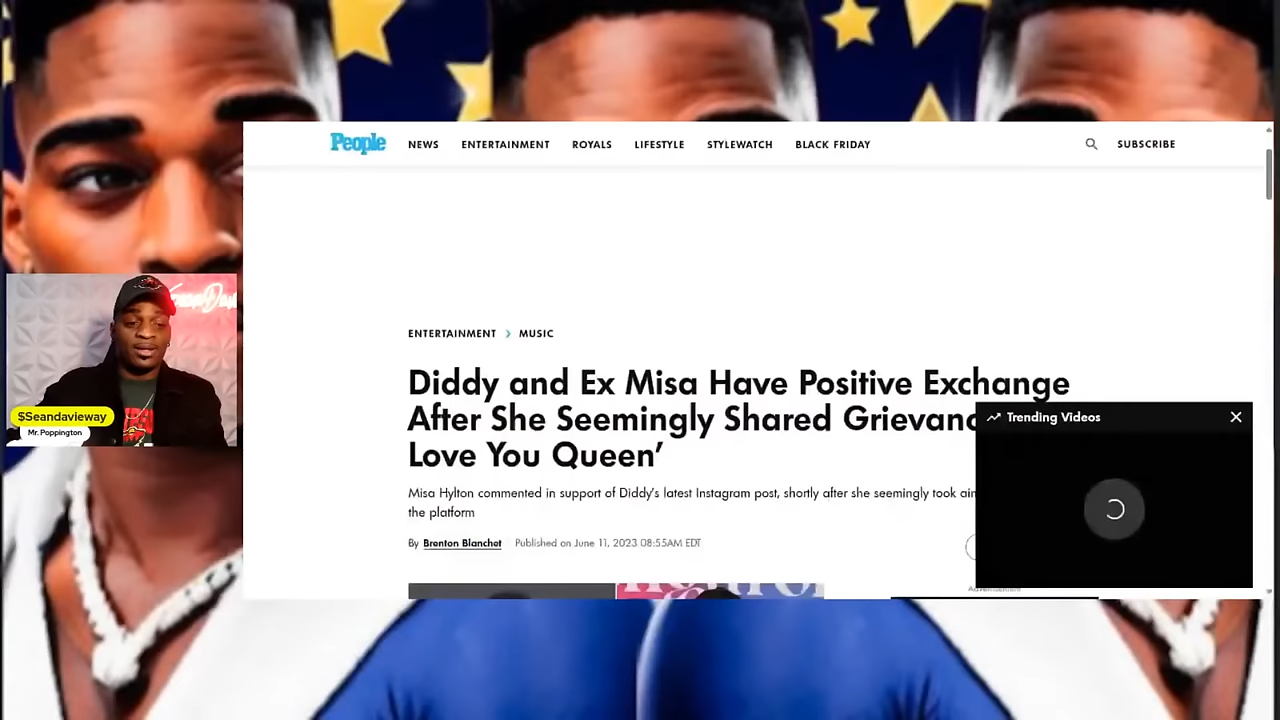 People NEWS ENTERTAINMENT ROYALS LIFESTYLE STYLEWATCH BLACK FRIDAY SUBSCRIBE
ENTERTAINMENT > MUSIC
Diddy and Ex Misa Have Positive Exchange
After She Seemingly Shared Grievanc
Love You Queen’
Misa Hylton commented in support of Diddy’s latest Instagram post, shortly after she seemingly took ain
the platform
By Brenton Blanchet Published on June 11, 2023 08:55AM EDT
Trending Videos
Advertisement
$Seandavieway
Mr. Poppington